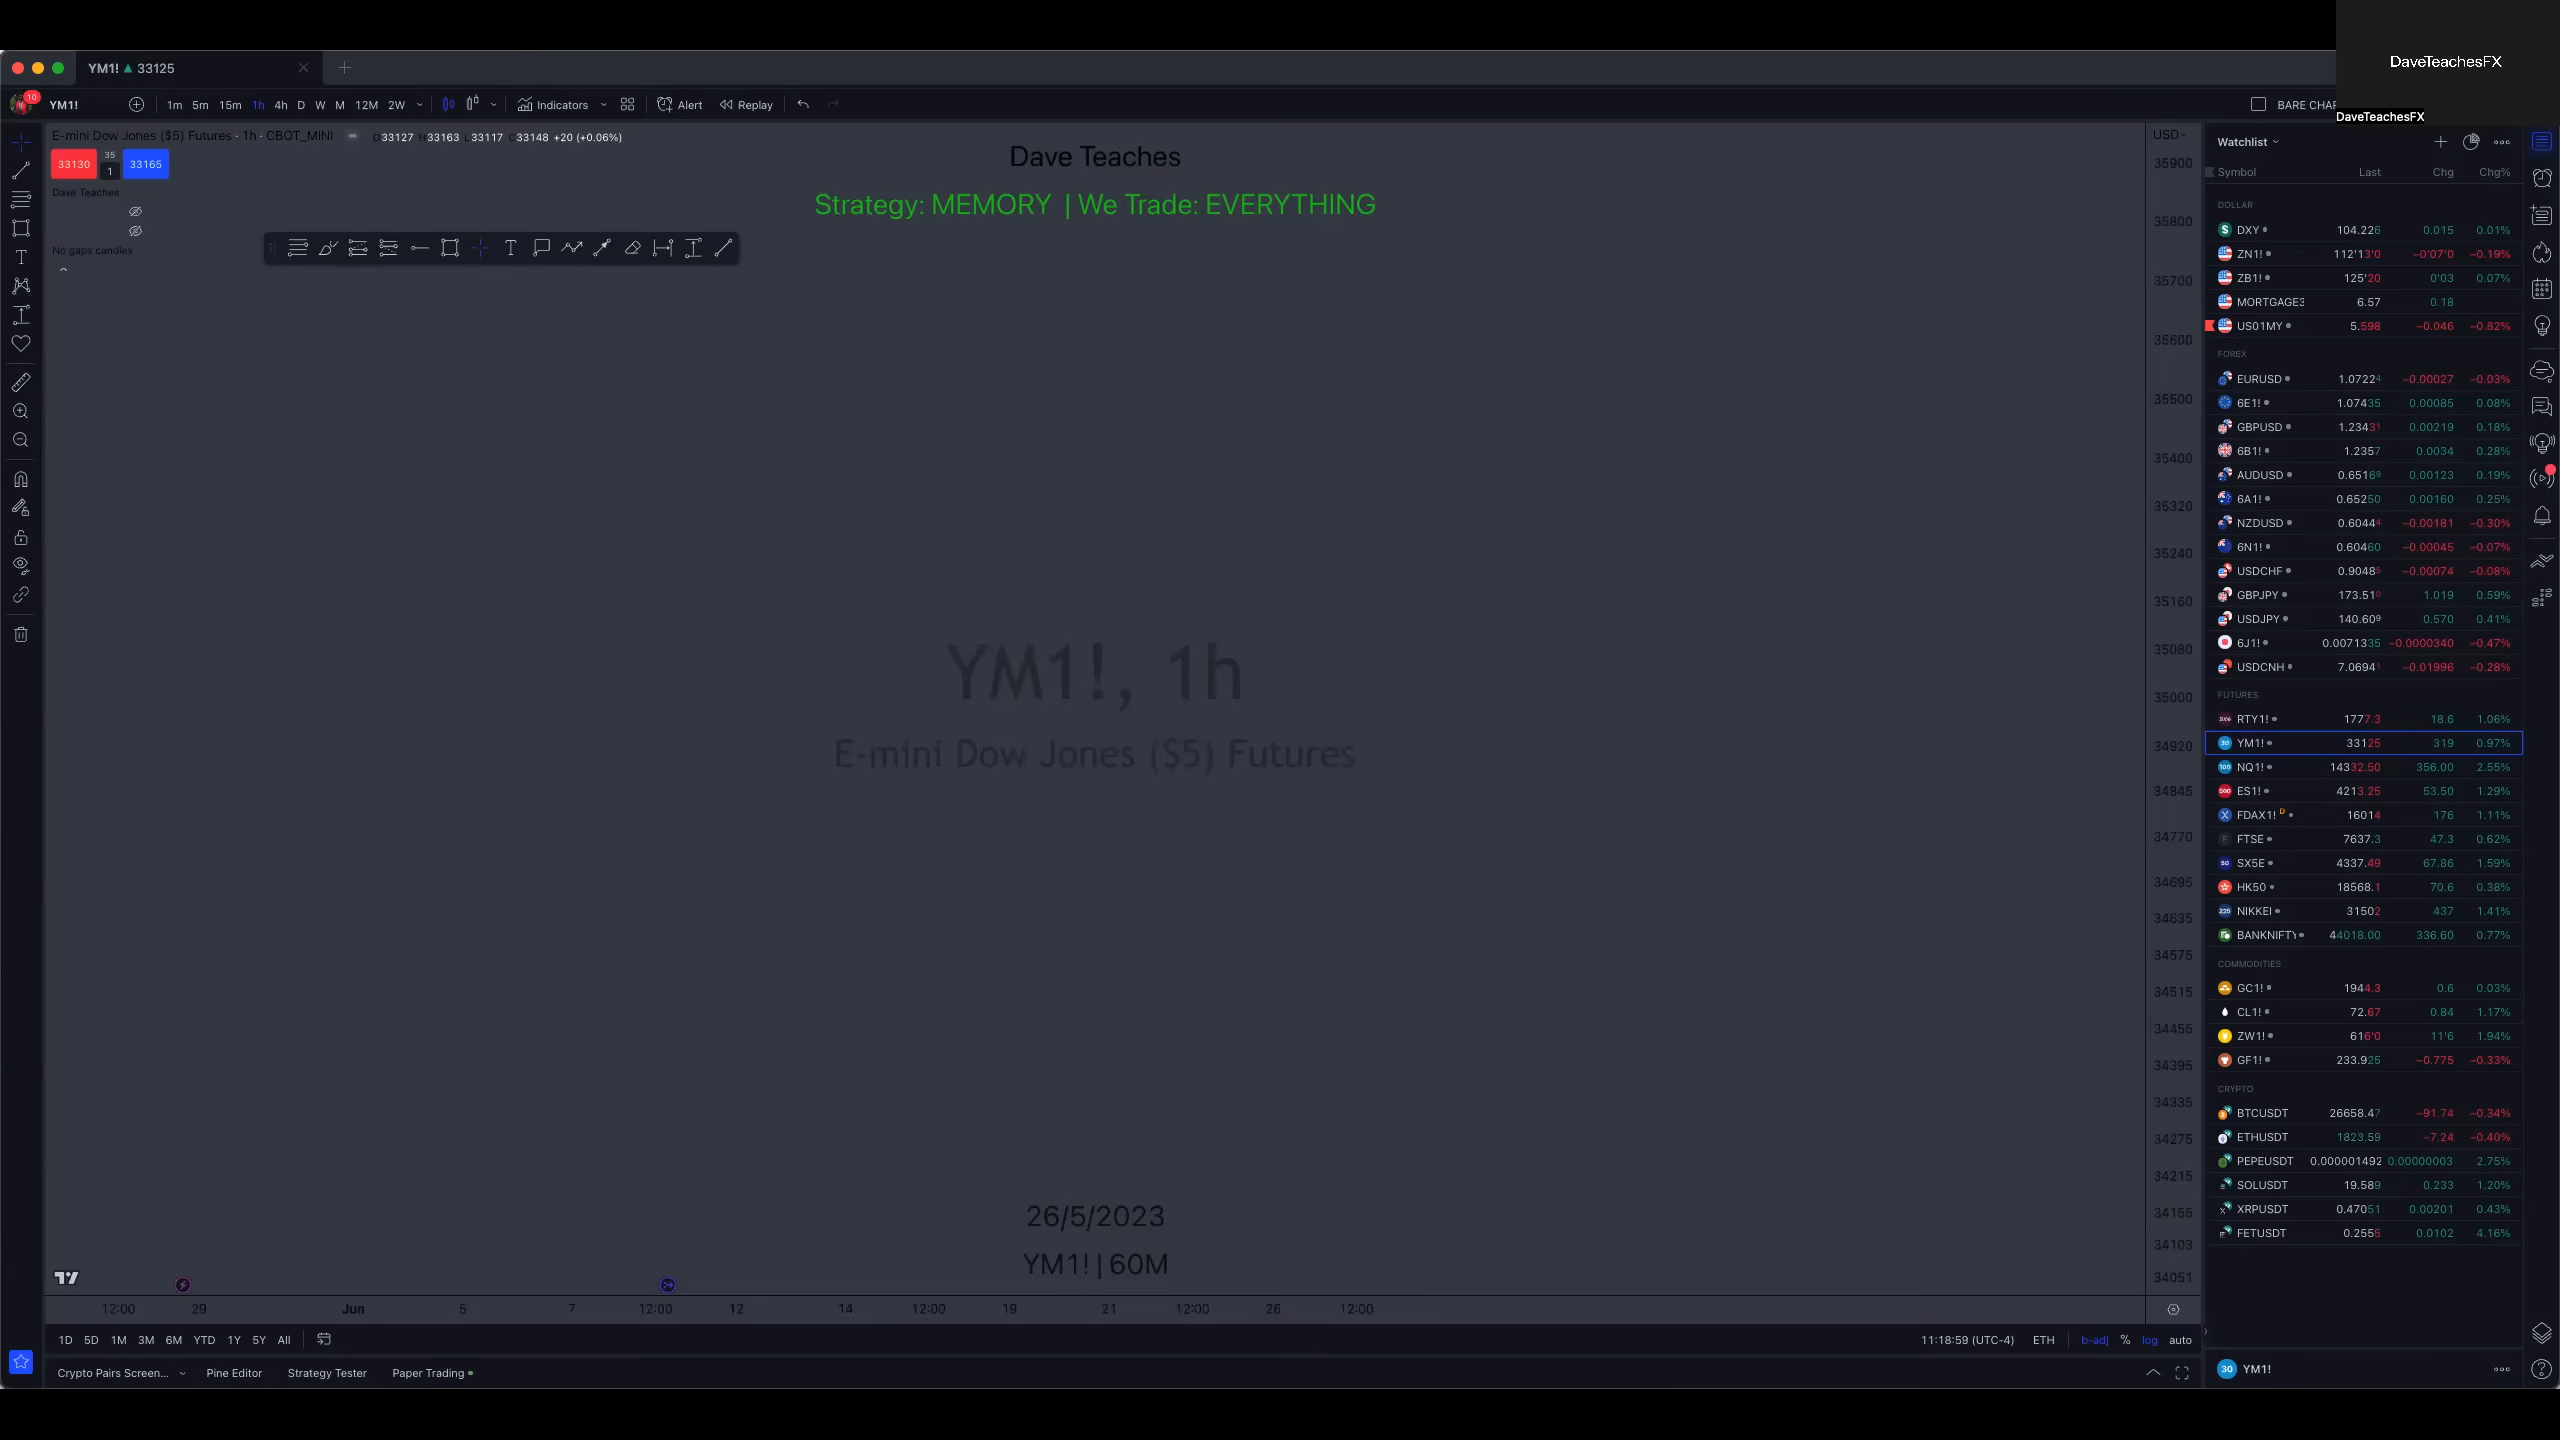 DaveTeachesFX
DaveTeachesFX
YM1! ▲ 33125
10 YM1! 1m 5m 15m 1h 4h D W M 12M 2W Indicators Alert Replay BARE CHAR
E-mini Dow Jones ($5) Futures · 1h · CBOT_MINI 33127 33163 33117 33148 +20 (+0.06%)
33130 35 1 33165
Dave Teaches
No gaps candles
Dave Teaches
Strategy: MEMORY | We Trade: EVERYTHING
YM1!, 1h
E-mini Dow Jones ($5) Futures
26/5/2023
YM1! | 60M
USD
35900
35800
35700
35600
35500
35400
35320
35240
35160
35080
35000
34920
34845
34770
34695
34635
34575
34515
34455
34395
34335
34275
34215
34155
34103
34051
12:00 29 Jun 5 7 12:00 12 14 12:00 19 21 12:00 26 12:00
1D 5D 1M 3M 6M YTD 1Y 5Y All 11:18:59 (UTC-4) ETH b-adj % log auto
Crypto Pairs Screen... Pine Editor Strategy Tester Paper Trading
Watchlist
Symbol Last Chg Chg%
DOLLAR
DXY 104.226 0.015 0.01%
ZN1! 112'13'0 −0'07'0 −0.19%
ZB1! 125'20 0'03 0.07%
MORTGAGE3 6.57 0.18
US01MY 5.598 −0.046 −0.82%
FOREX
EURUSD 1.07224 −0.00027 −0.03%
6E1! 1.07435 0.00085 0.08%
GBPUSD 1.23431 0.00219 0.18%
6B1! 1.2357 0.0034 0.28%
AUDUSD 0.65169 0.00123 0.19%
6A1! 0.65250 0.00160 0.25%
NZDUSD 0.60444 −0.00181 −0.30%
6N1! 0.60460 −0.00045 −0.07%
USDCHF 0.9048 −0.00074 −0.08%
GBPJPY 173.510 1.019 0.59%
USDJPY 140.609 0.570 0.41%
6J1! 0.0071335 −0.0000340 −0.47%
USDCNH 7.06941 −0.01996 −0.28%
FUTURES
RTY1! 1777.3 18.6 1.06%
YM1! 33125 319 0.97%
NQ1! 14332.50 356.00 2.55%
ES1! 4213.25 53.50 1.29%
FDAX1! D 16014 176 1.11%
FTSE 7637.3 47.3 0.62%
SX5E 4337.49 67.86 1.59%
HK50 18568.1 70.6 0.38%
NIKKEI 31502 437 1.41%
BANKNIFTY 44018.00 336.60 0.77%
COMMODITIES
GC1! 1944.3 0.6 0.03%
CL1! 72.67 0.84 1.17%
ZW1! 616'0 11'6 1.94%
GF1! 233.925 −0.775 −0.33%
CRYPTO
BTCUSDT 26658.47 −91.74 −0.34%
ETHUSDT 1823.59 −7.24 −0.40%
PEPEUSDT 0.000001492 0.00000003 2.75%
SOLUSDT 19.589 0.233 1.20%
XRPUSDT 0.47051 0.00201 0.43%
FETUSDT 0.2555 0.0102 4.16%
30 YM1!